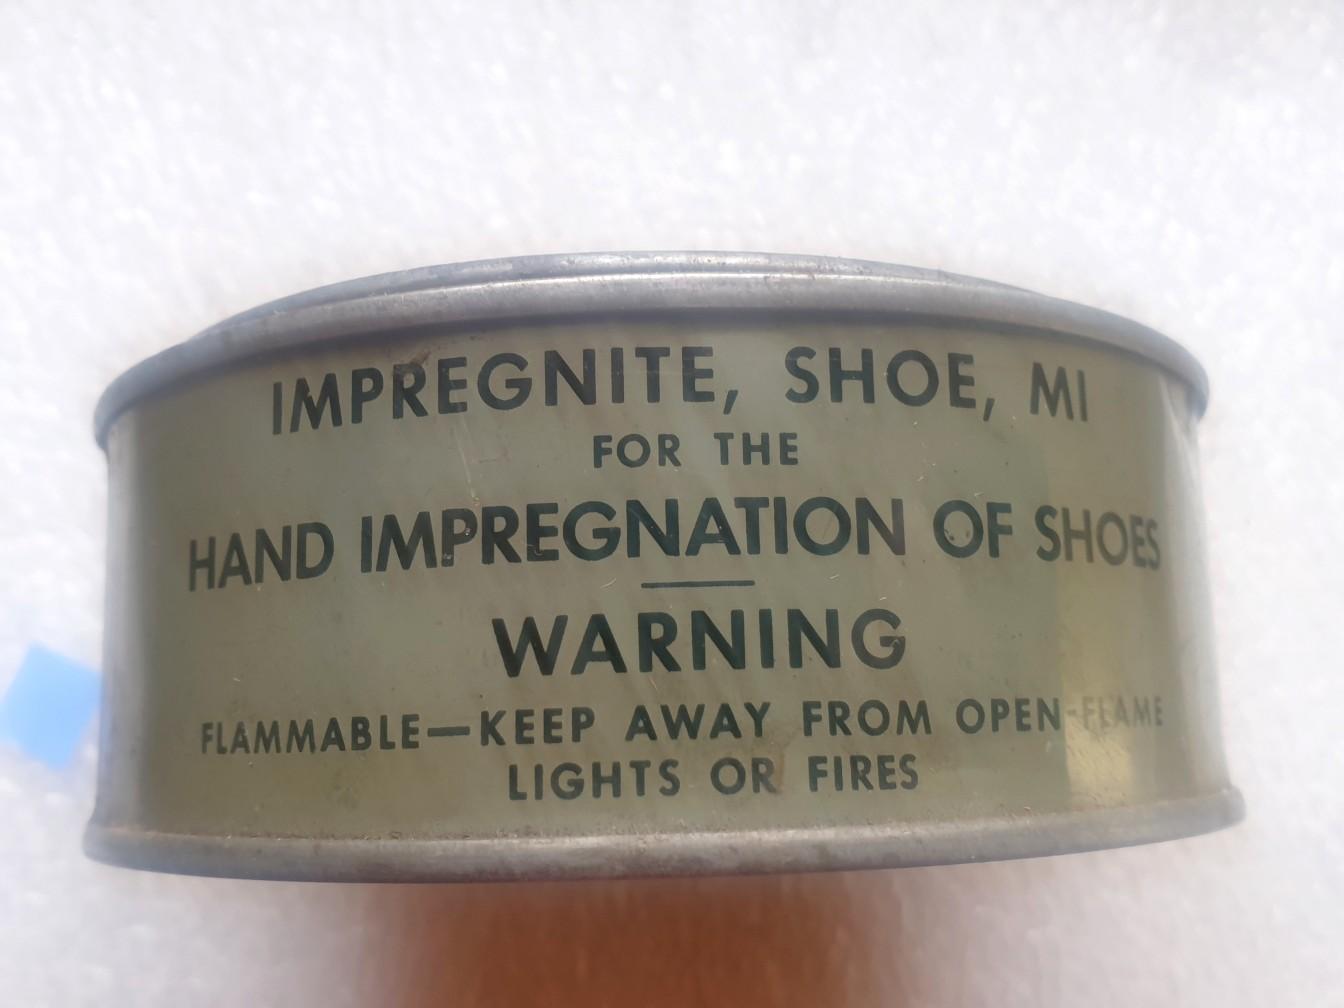 IMPREGNITE, SHOE, MI
FOR THE
HAND IMPREGNATION OF SHOES
WARNING
FLAMMABLE—KEEP AWAY FROM OPEN-FLAME
LIGHTS OR FIRES